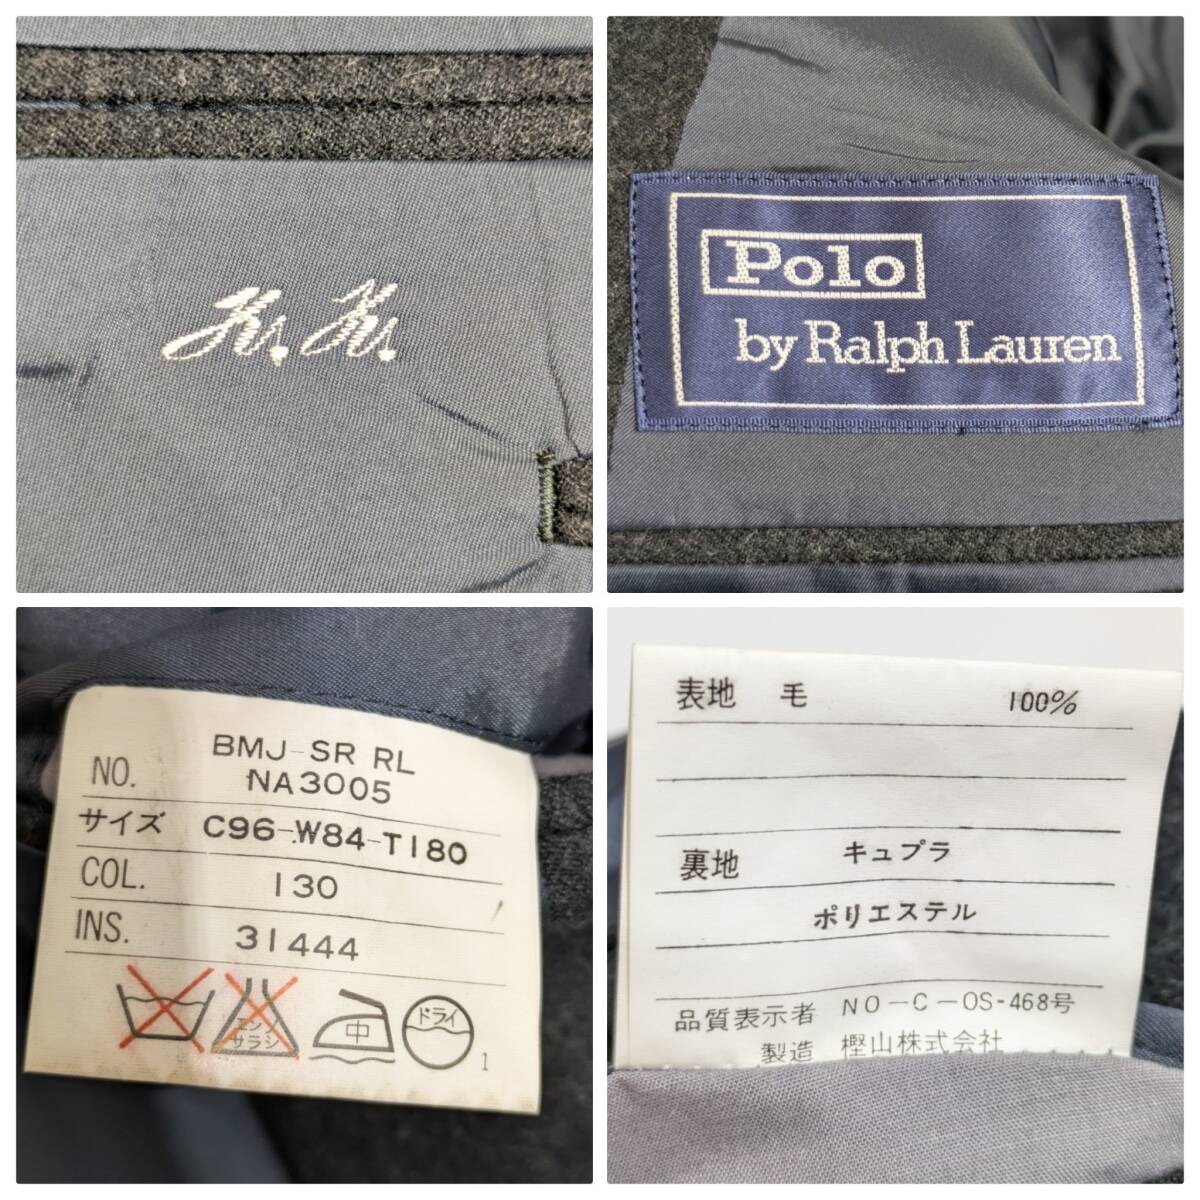 Ku. Ku.
Polo
by Ralph Lauren
BMJ-SR RL
NO. NA3005
サイズ C96-W84-T180
COL. 130
INS. 31444
エンソ
サラシ
中
ドライ
1
表地 毛 100%
裏地 キュプラ
ポリエステル
品質表示者 NO-C-OS-468号
製造 樫山株式会社